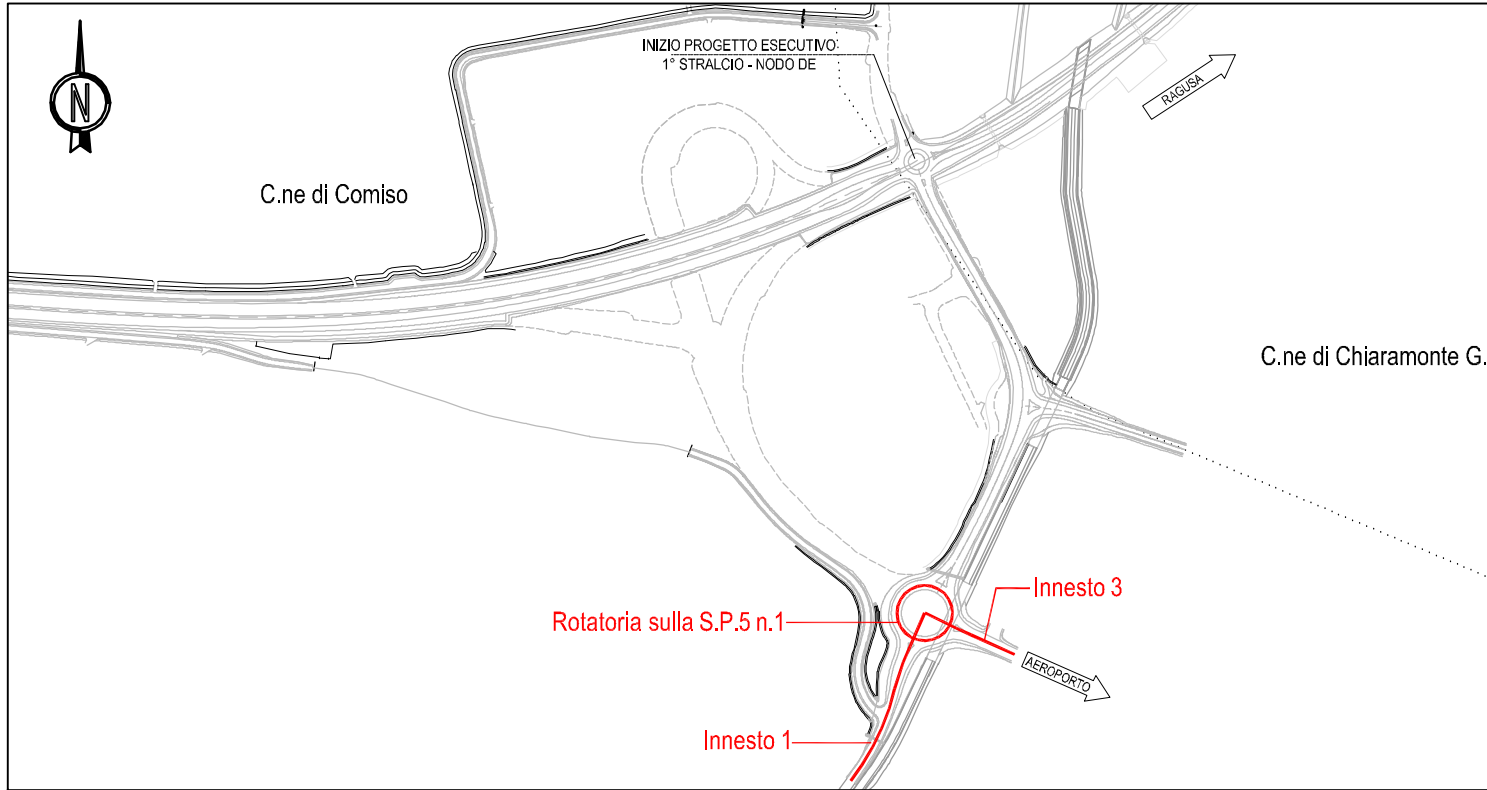 INIZIO PROGETTO ESECUTIVO
1° STRALCIO - NODO DE
N
RAGUSA
C.ne di Comiso
C.ne di Chiaramonte G.
Innesto 3
Rotatoria sulla S.P.5 n.1
AEROPORTO
Innesto 1